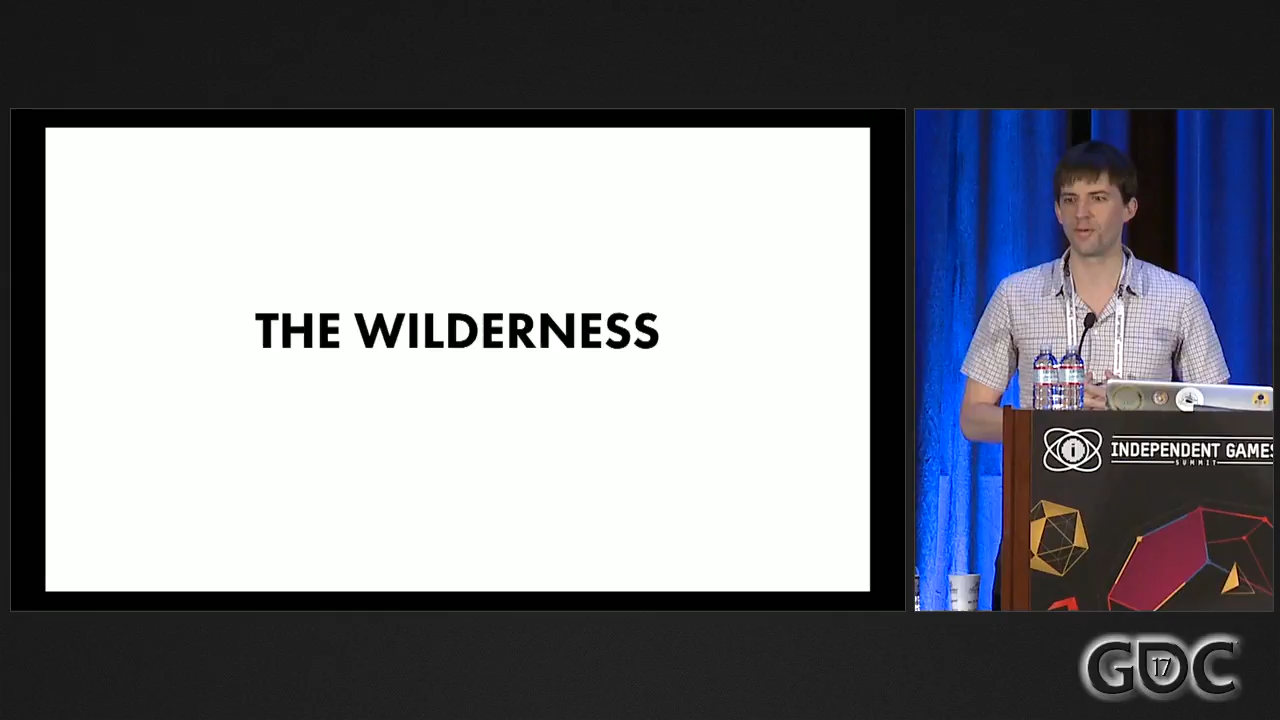 THE WILDERNESS
INDEPENDENT GAMES
SUMMIT
GDC
17